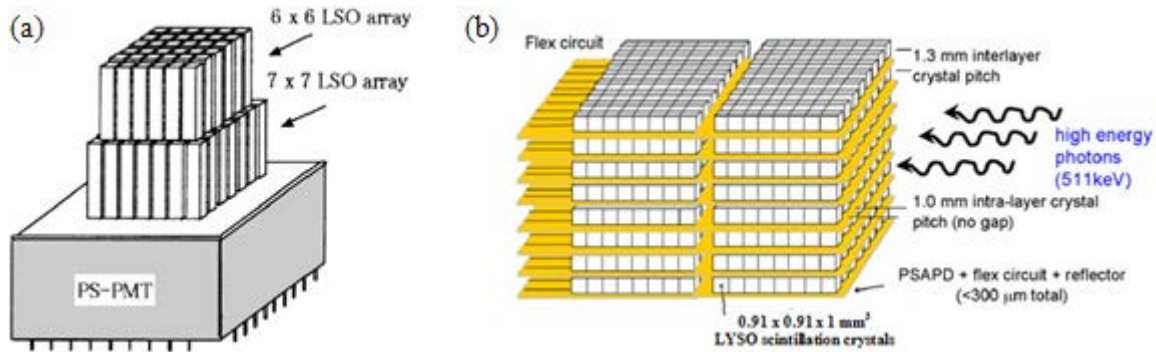 (a)
6 x 6 LSO array
7 x 7 LSO array
PS-PMT
(b)
Flex circuit
1.3 mm interlayer
crystal pitch
high energy
photons
(511keV)
1.0 mm intra-layer crystal
pitch (no gap)
PSAPD + flex circuit + reflector
(<300 μm total)
0.91 x 0.91 x 1 mm³
LYSO scintillation crystals